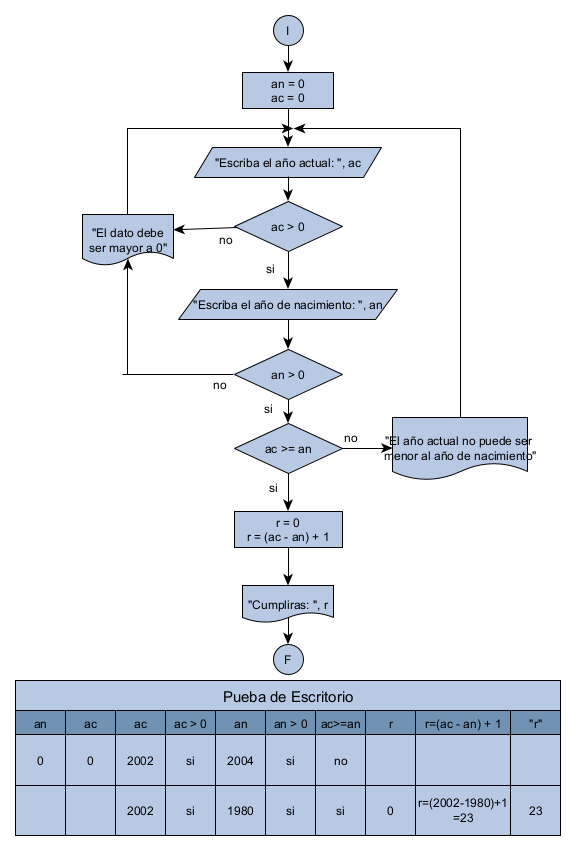 I
an = 0
ac = 0
"Escriba el año actual: ", ac
ac > 0
no
"El dato debe
ser mayor a 0"
si
"Escriba el año de nacimiento: ", an
an > 0
no
si
ac >= an
no
"El año actual no puede ser
menor al año de nacimiento"
si
r = 0
r = (ac - an) + 1
"Cumpliras: ", r
F
Pueba de Escritorio
an ac ac ac > 0 an an > 0 ac>=an r r=(ac - an) + 1 "r"
0 0 2002 si 2004 si no
2002 si 1980 si si 0 r=(2002-1980)+1 23
=23